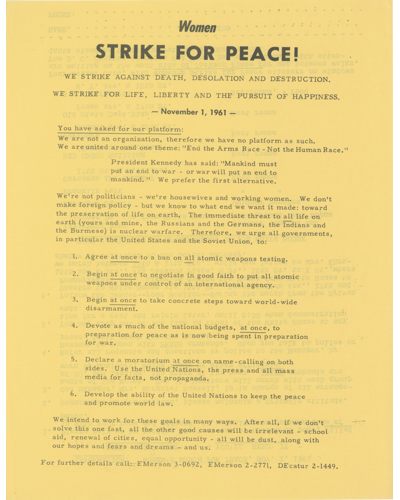 Women
STRIKE FOR PEACE!
WE STRIKE AGAINST DEATH, DESOLATION AND DESTRUCTION.
WE STRIKE FOR LIFE, LIBERTY AND THE PURSUIT OF HAPPINESS.
— November 1, 1961 —
You have asked for our platform:
We are not an organization, therefore we have no platform as such.
We are united around one theme: "End the Arms Race - Not the Human Race."
President Kennedy has said: "Mankind must
put an end to war - or war will put an end to
mankind." We prefer the first alternative.
We're not politicians - we're housewives and working women. We don't
make foreign policy - but we know to what end we want it made: toward
the preservation of life on earth. The immediate threat to all life on
earth (yours and mine, the Russians and the Germans, the Indians and
the Burmese) is nuclear warfare. Therefore, we urge all governments,
in particular the United States and the Soviet Union, to:
1. Agree at once to a ban on all atomic weapons testing.
2. Begin at once to negotiate in good faith to put all atomic
weapons under control of an international agency.
3. Begin at once to take concrete steps toward world-wide
disarmament.
4. Devote as much of the national budgets, at once, to
preparation for peace as is now being spent in preparation
for war.
5. Declare a moratorium at once on name-calling on both
sides. Use the United Nations, the press and all mass
media for facts, not propaganda.
6. Develop the ability of the United Nations to keep the peace
and promote world law.
We intend to work for these goals in many ways. After all, if we don't
solve this one fast, all the other good causes will be irrelevant - school
aid, renewal of cities, equal opportunity - all will be dust, along with
our hopes and fears and dreams - and us.
For further details call: EMerson 3-0692, EMerson 2-2771, DEcatur 2-1449.